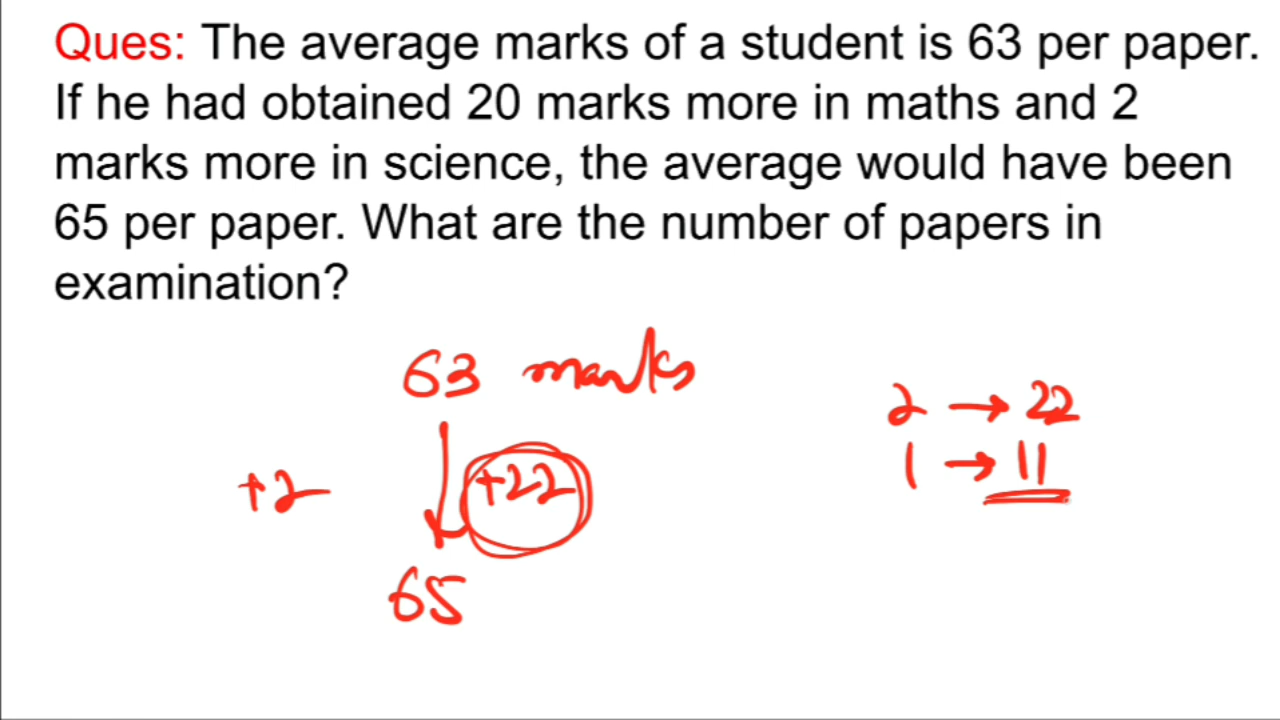 Ques: The average marks of a student is 63 per paper.
If he had obtained 20 marks more in maths and 2
marks more in science, the average would have been
65 per paper. What are the number of papers in
examination?
63 marks
2 → 22
1 → 11
+2
+22
65